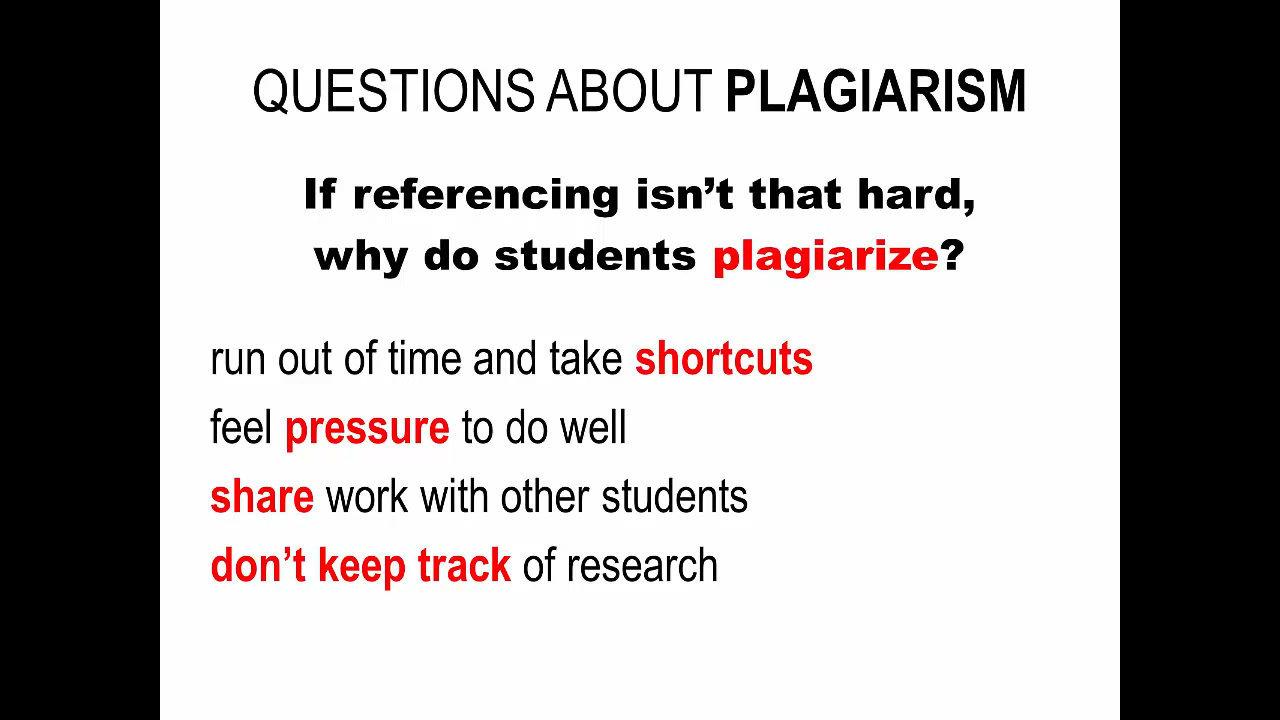 QUESTIONS ABOUT PLAGIARISM
If referencing isn’t that hard,
why do students plagiarize?
run out of time and take shortcuts
feel pressure to do well
share work with other students
don’t keep track of research